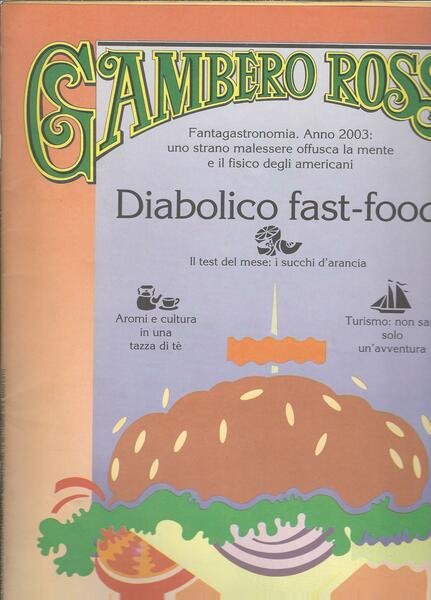 GAMBERO ROSS
Fantagastronomia. Anno 2003:
uno strano malessere offusca la mente
e il fisico degli americani
Diabolico fast-food
Il test del mese: i succhi d'arancia
Aromi e cultura
in una
tazza di tè
Turismo: non sa
solo
un'avventura